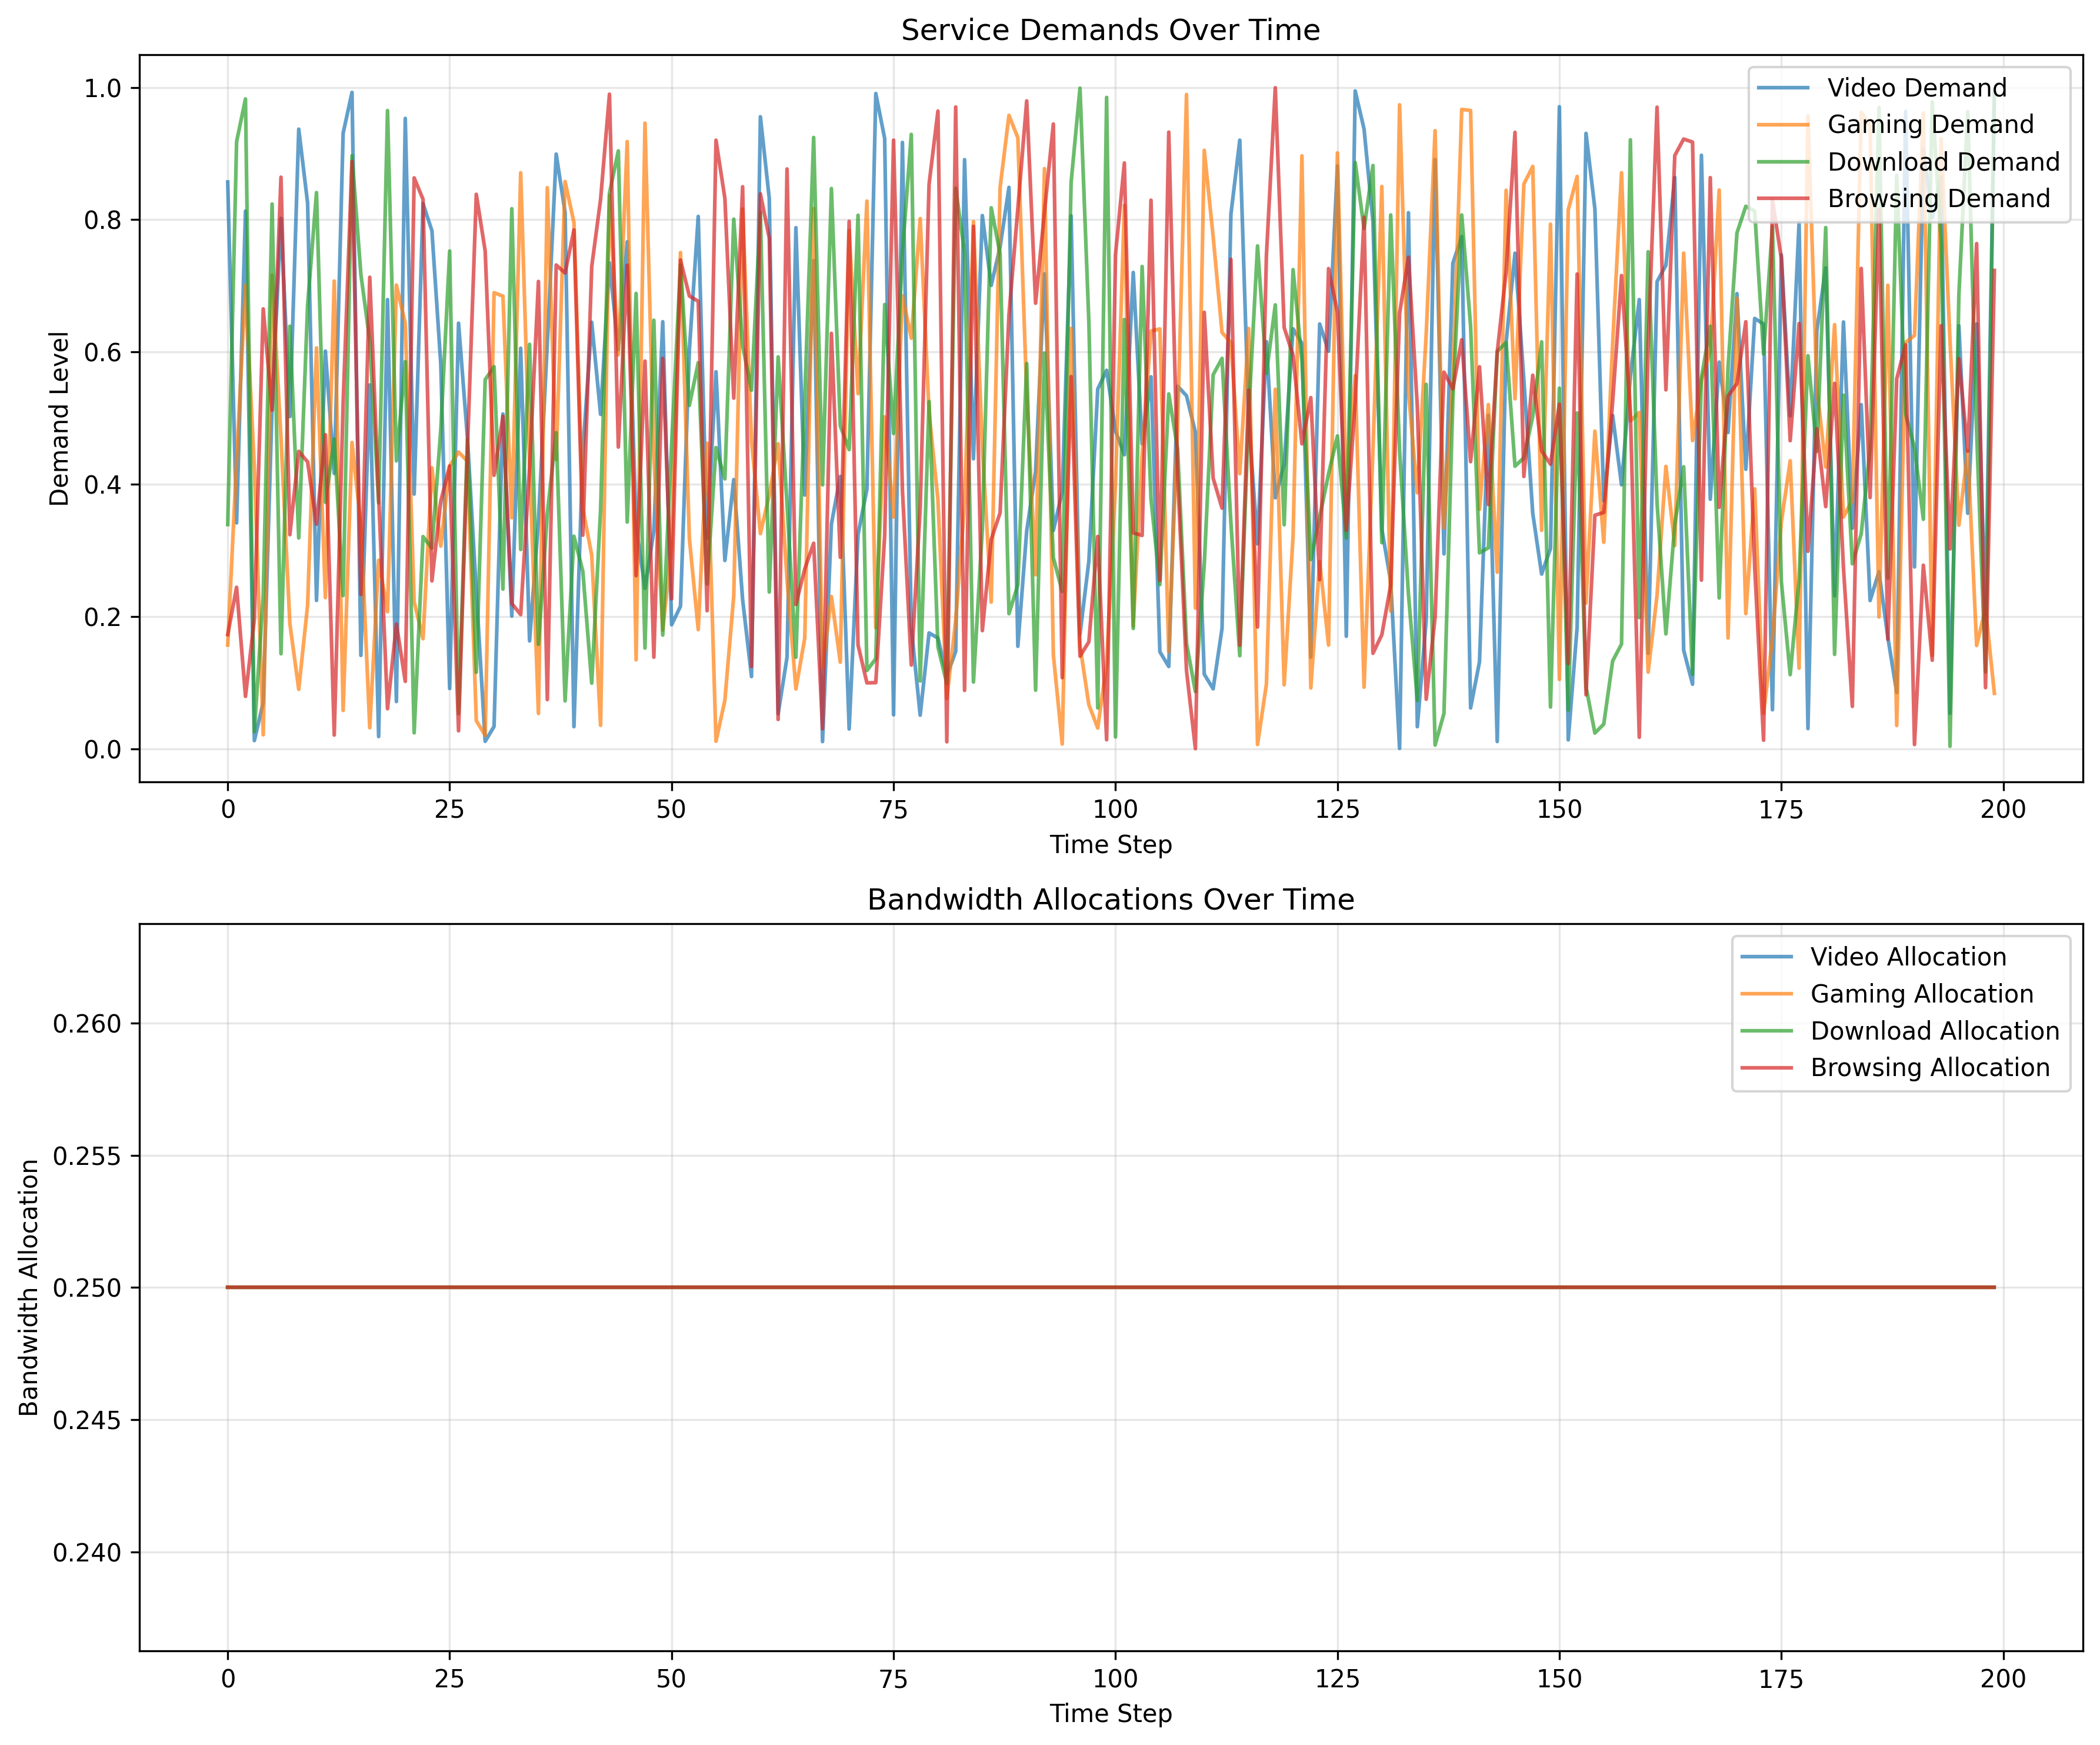 Service Demands Over Time
Demand Level
1.0
0.8
0.6
0.4
0.2
0.0
Video Demand
Gaming Demand
Download Demand
Browsing Demand
0 25 50 75 100 125 150 175 200
Time Step
Bandwidth Allocations Over Time
Bandwidth Allocation
0.260
0.255
0.250
0.245
0.240
Video Allocation
Gaming Allocation
Download Allocation
Browsing Allocation
0 25 50 75 100 125 150 175 200
Time Step